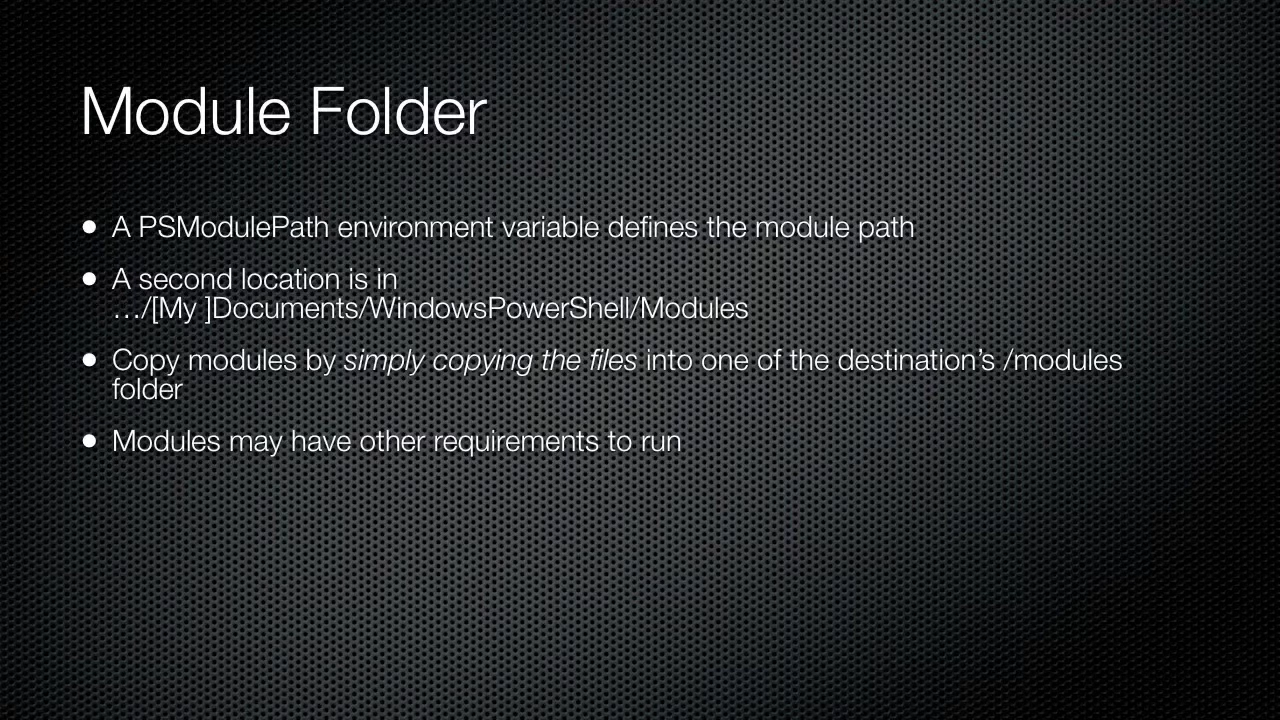 Module Folder
• A PSModulePath environment variable defines the module path
• A second location is in
…/[My ]Documents/WindowsPowerShell/Modules
• Copy modules by simply copying the files into one of the destination’s /modules
folder
• Modules may have other requirements to run